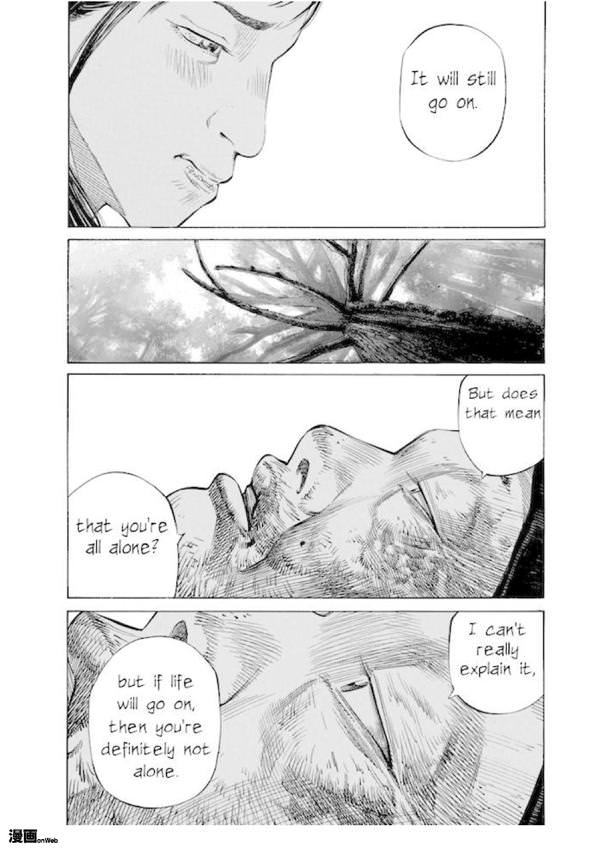 It will still
go on.
But does
that mean
that you're
all alone?
I can't
really
explain it,
but if life
will go on,
then you're
definitely not
alone.
漫画onWeb